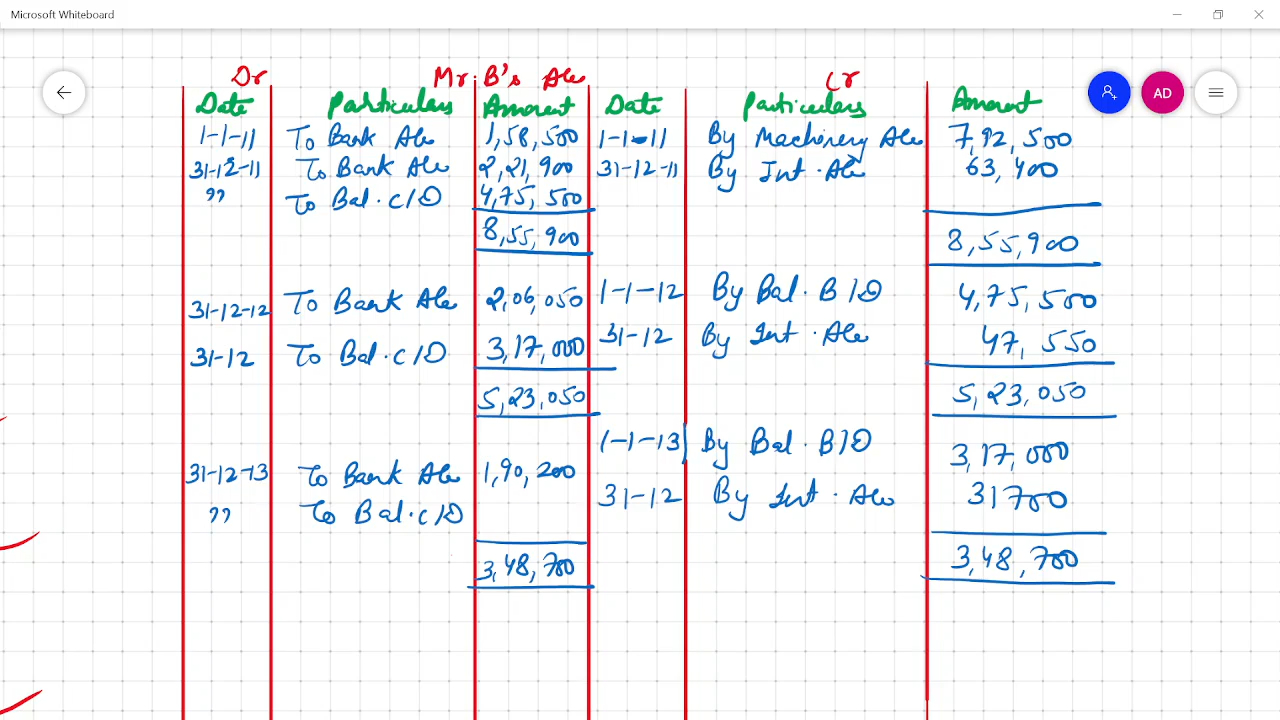 Microsoft Whiteboard
Dr Mr. B's A/c Cr
AD
Date Particulars Amount Date Particulars Amount
1-1-11 To Bank A/c 1,58,500 1-1-11 By Machinery A/c 7,92,500
31-12-11 To Bank A/c 2,21,900 31-12-11 By Int. A/c 63,400
" To Bal. C/D 4,75,500
8,55,900 8,55,900
31-12-12 To Bank A/c 2,06,050 1-1-12 By Bal. B/D 4,75,500
31-12 To Bal. C/D 3,17,000 31-12 By Int. A/c 47,550
5,23,050 5,23,050
1-1-13 By Bal. B/D 3,17,000
31-12-13 To Bank A/c 1,90,200 31-12 By Int. A/c 31700
" To Bal. C/D
3,48,700 3,48,700